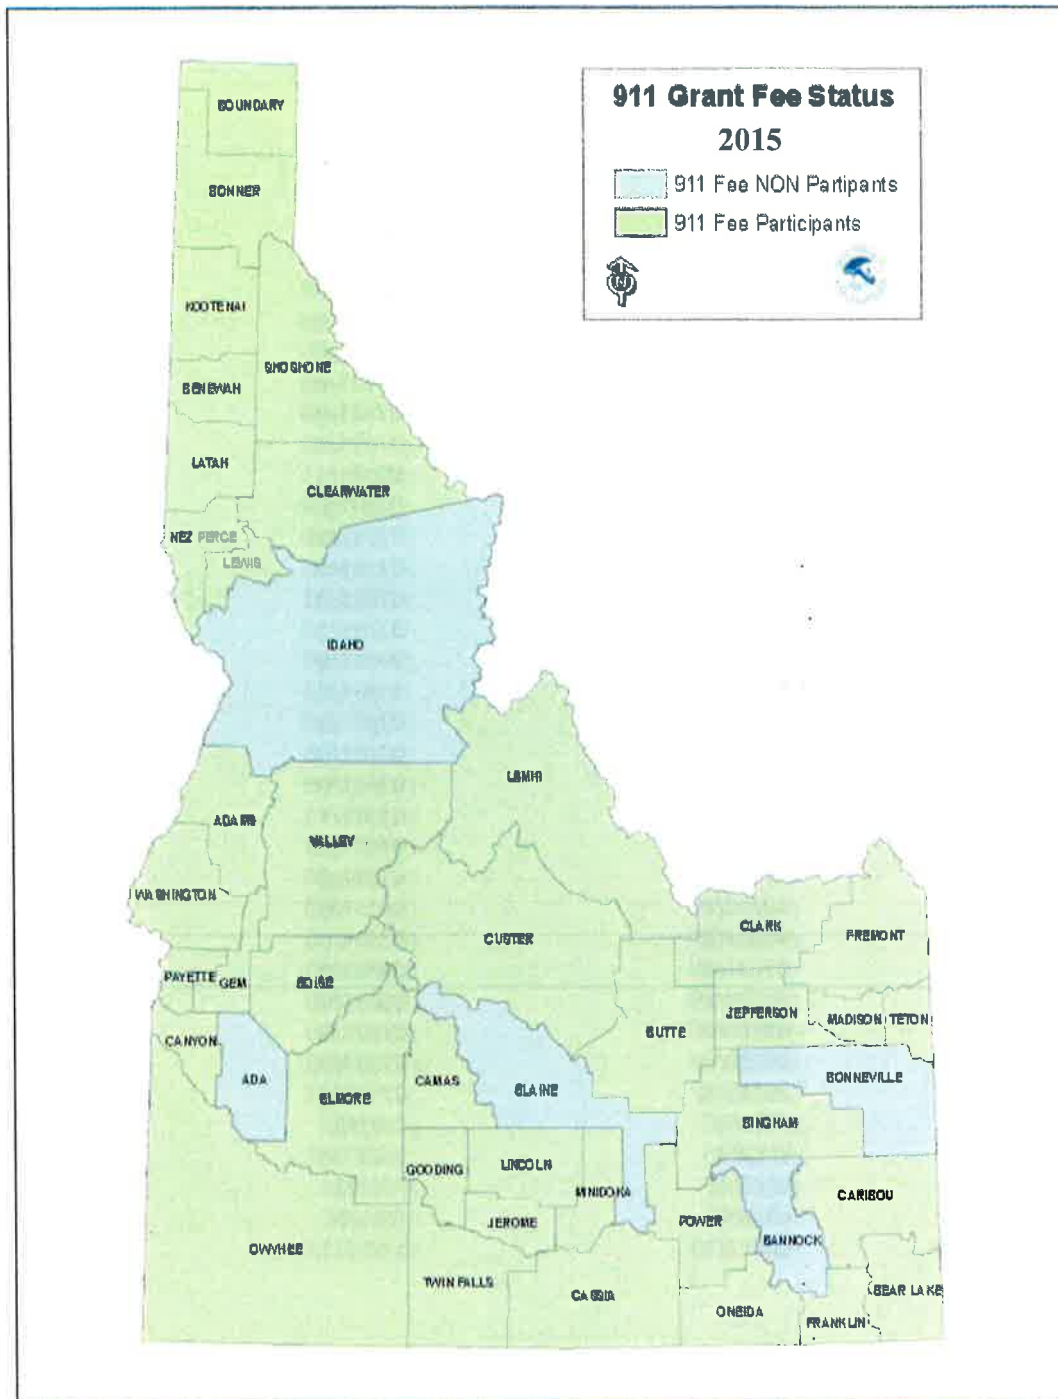 911 Grant Fee Status
2015
911 Fee NON Partipants
911 Fee Participants
N
BOUNDARY
BONNER
KOOTENAI
SHOSHONE
BENEWAH
LATAH
CLEARWATER
NEZ PERCE
LEWIS
IDAHO
LEMHI
ADAMS
VALLEY
WASHINGTON
CUSTER
CLARK
FREMONT
PAYETTE
GEM
BOISE
JEFFERSON
MADISON
TETON
BUTTE
CANYON
ADA
CAMAS
BLAINE
BONNEVILLE
ELMORE
BINGHAM
GOODING
LINCOLN
MINIDOKA
CARIBOU
JEROME
POWER
BANNOCK
OWYHEE
TWIN FALLS
CASSIA
BEAR LAKE
ONEIDA
FRANKLIN